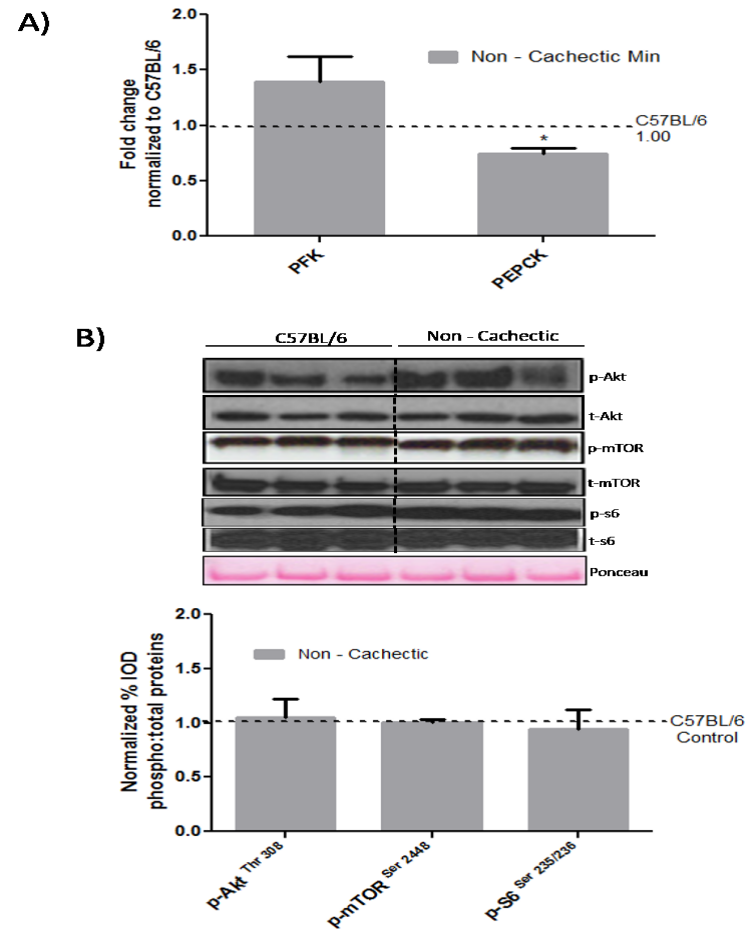 A)
Fold change
normalized to C57BL/6
2.0
1.5
1.0
0.5
0.0
Non - Cachectic Min
C57BL/6
1.00
*
PFK
PEPCK
B)
C57BL/6
Non - Cachectic
p-Akt
t-Akt
p-mTOR
t-mTOR
p-s6
t-s6
Ponceau
Normalized % IOD
phospho:total proteins
2.0
1.5
1.0
0.5
0.0
Non - Cachectic
C57BL/6
Control
p-Akt Thr 308
p-mTOR Ser 2448
p-S6 Ser 235/236